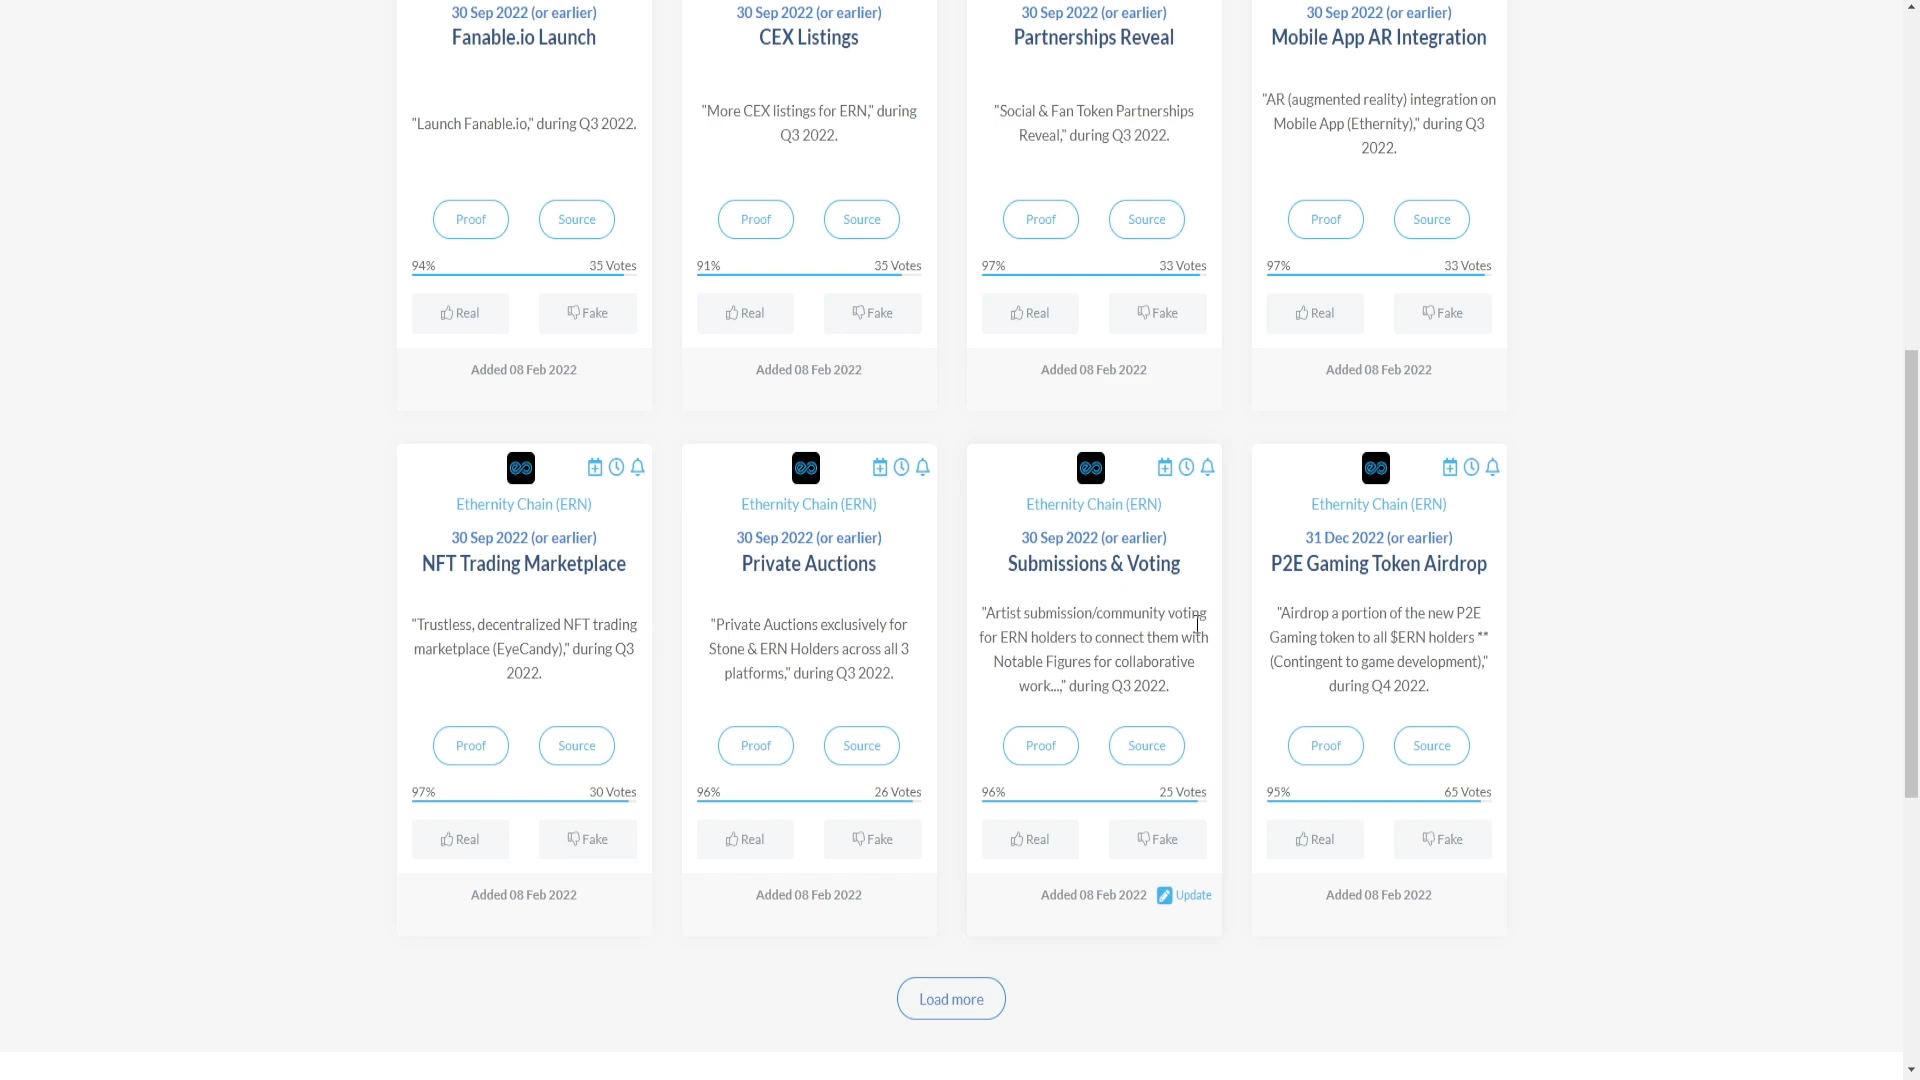 30 Sep 2022 (or earlier)
Fanable.io Launch
"Launch Fanable.io," during Q3 2022.
Proof Source
94% 35 Votes
Real Fake
Added 08 Feb 2022
30 Sep 2022 (or earlier)
CEX Listings
"More CEX listings for ERN," during
Q3 2022.
Proof Source
91% 35 Votes
Real Fake
Added 08 Feb 2022
30 Sep 2022 (or earlier)
Partnerships Reveal
"Social & Fan Token Partnerships
Reveal," during Q3 2022.
Proof Source
97% 33 Votes
Real Fake
Added 08 Feb 2022
30 Sep 2022 (or earlier)
Mobile App AR Integration
"AR (augmented reality) integration on
Mobile App (Ethernity)," during Q3
2022.
Proof Source
97% 33 Votes
Real Fake
Added 08 Feb 2022
Ethernity Chain (ERN)
30 Sep 2022 (or earlier)
NFT Trading Marketplace
"Trustless, decentralized NFT trading
marketplace (EyeCandy)," during Q3
2022.
Proof Source
97% 30 Votes
Real Fake
Added 08 Feb 2022
Ethernity Chain (ERN)
30 Sep 2022 (or earlier)
Private Auctions
"Private Auctions exclusively for
Stone & ERN Holders across all 3
platforms," during Q3 2022.
Proof Source
96% 26 Votes
Real Fake
Added 08 Feb 2022
Ethernity Chain (ERN)
30 Sep 2022 (or earlier)
Submissions & Voting
"Artist submission/community voting
for ERN holders to connect them with
Notable Figures for collaborative
work...," during Q3 2022.
Proof Source
96% 25 Votes
Real Fake
Added 08 Feb 2022 Update
Ethernity Chain (ERN)
31 Dec 2022 (or earlier)
P2E Gaming Token Airdrop
"Airdrop a portion of the new P2E
Gaming token to all $ERN holders **
(Contingent to game development),"
during Q4 2022.
Proof Source
95% 65 Votes
Real Fake
Added 08 Feb 2022
Load more